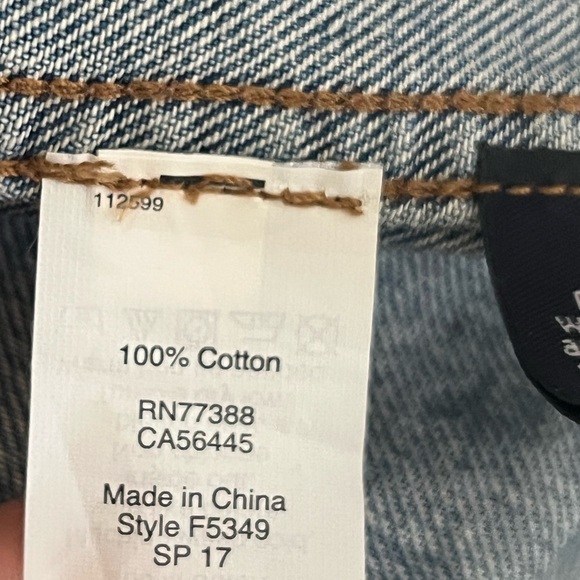 112599
100% Cotton
RN77388
CA56445
Made in China
Style F5349
SP 17